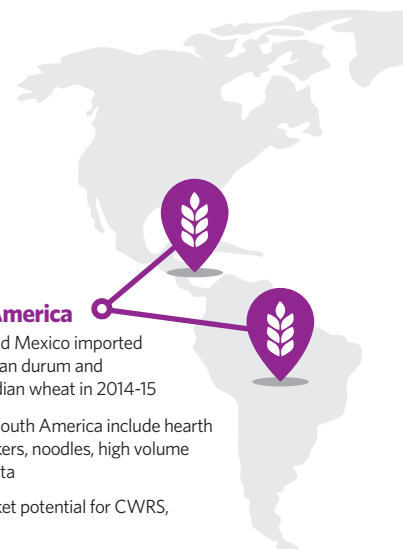 America
d Mexico imported
an durum and
dian wheat in 2014-15
outh America include hearth
kers, noodles, high volume
ta
ket potential for CWRS,